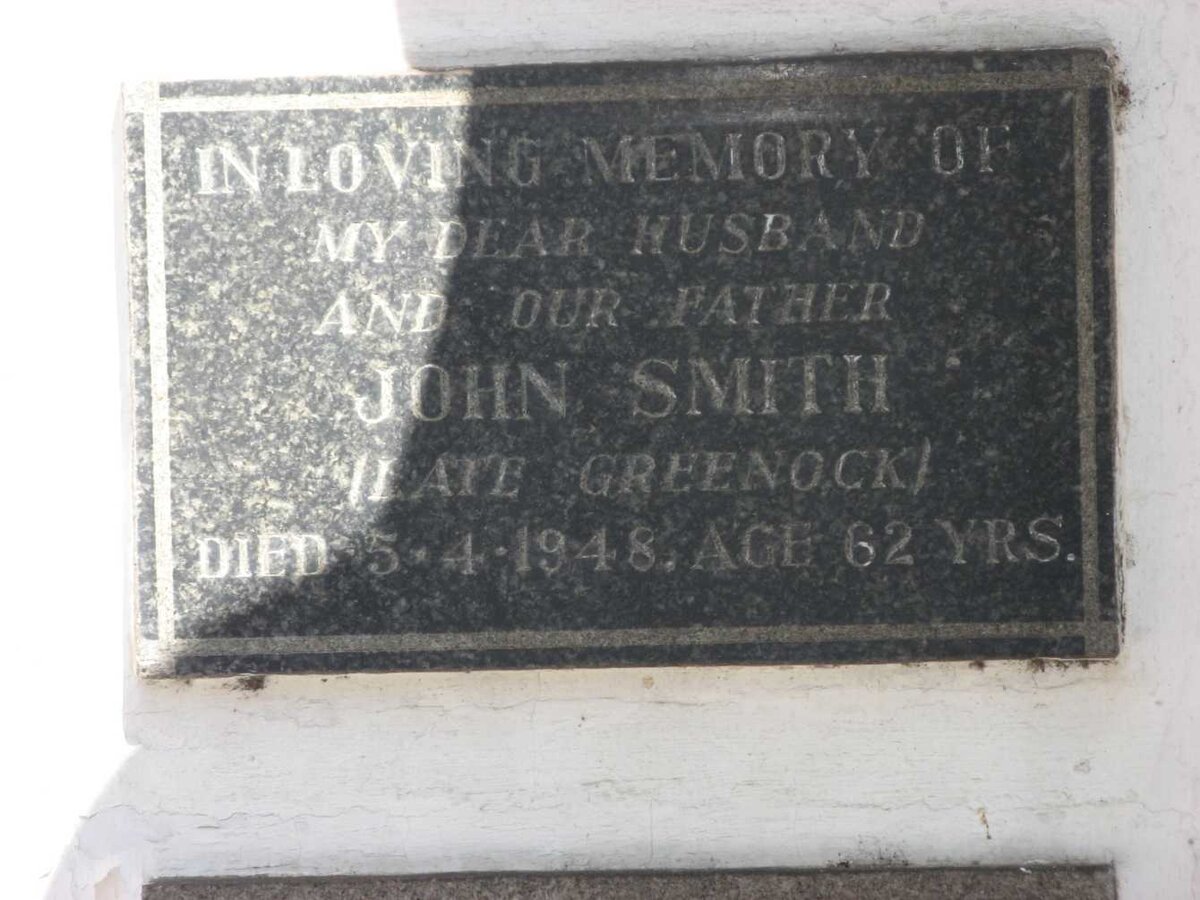 IN LOVING MEMORY OF
MY DEAR HUSBAND
AND OUR FATHER
JOHN SMITH
(LATE GREENOCK)
DIED 5·4·1948. AGE 62 YRS.